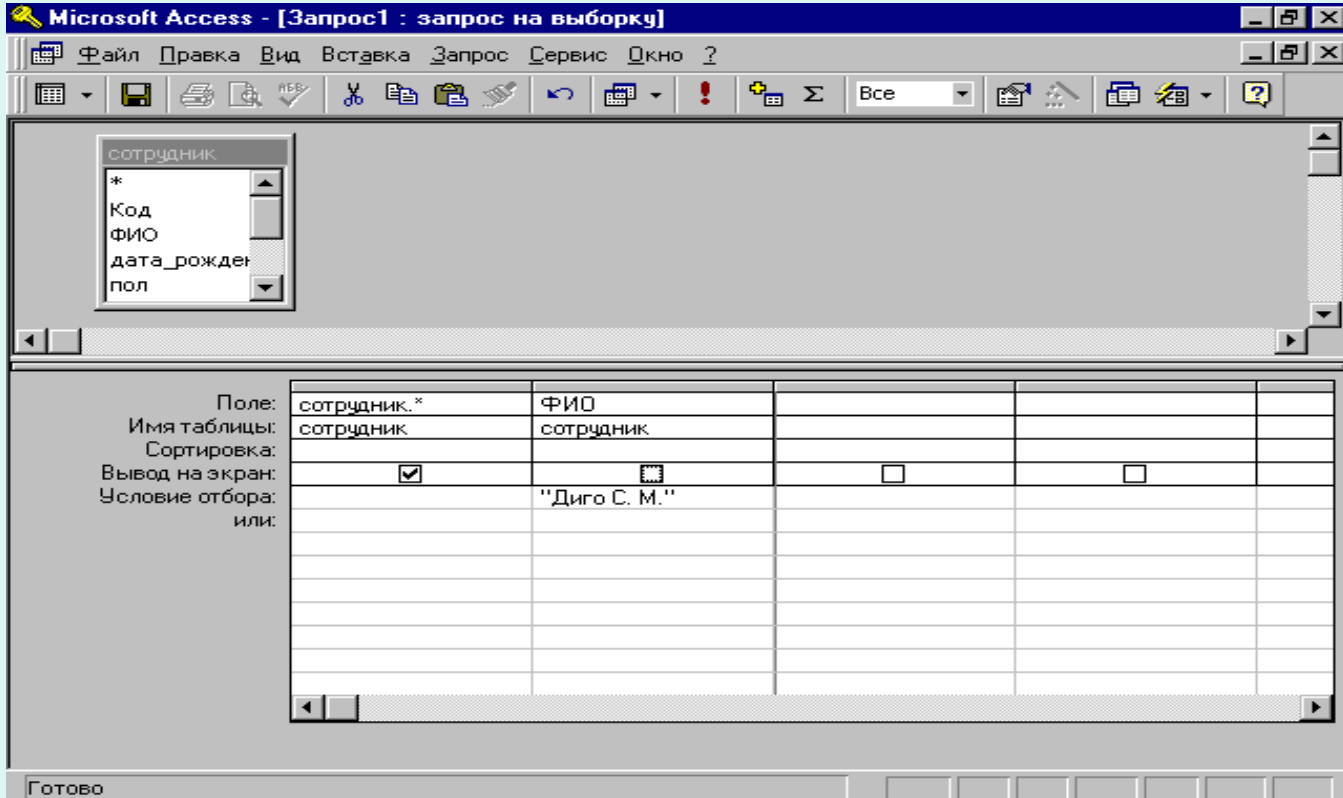 Microsoft Access - [Запрос1 : запрос на выборку]
Файл Правка Вид Вставка Запрос Сервис Окно ?
Все
сотрудник
*
Код
ФИО
дата_рожден
пол
Поле: сотрудник.* ФИО
Имя таблицы: сотрудник сотрудник
Сортировка:
Вывод на экран:
Условие отбора: "Диго С. М."
или:
Готово